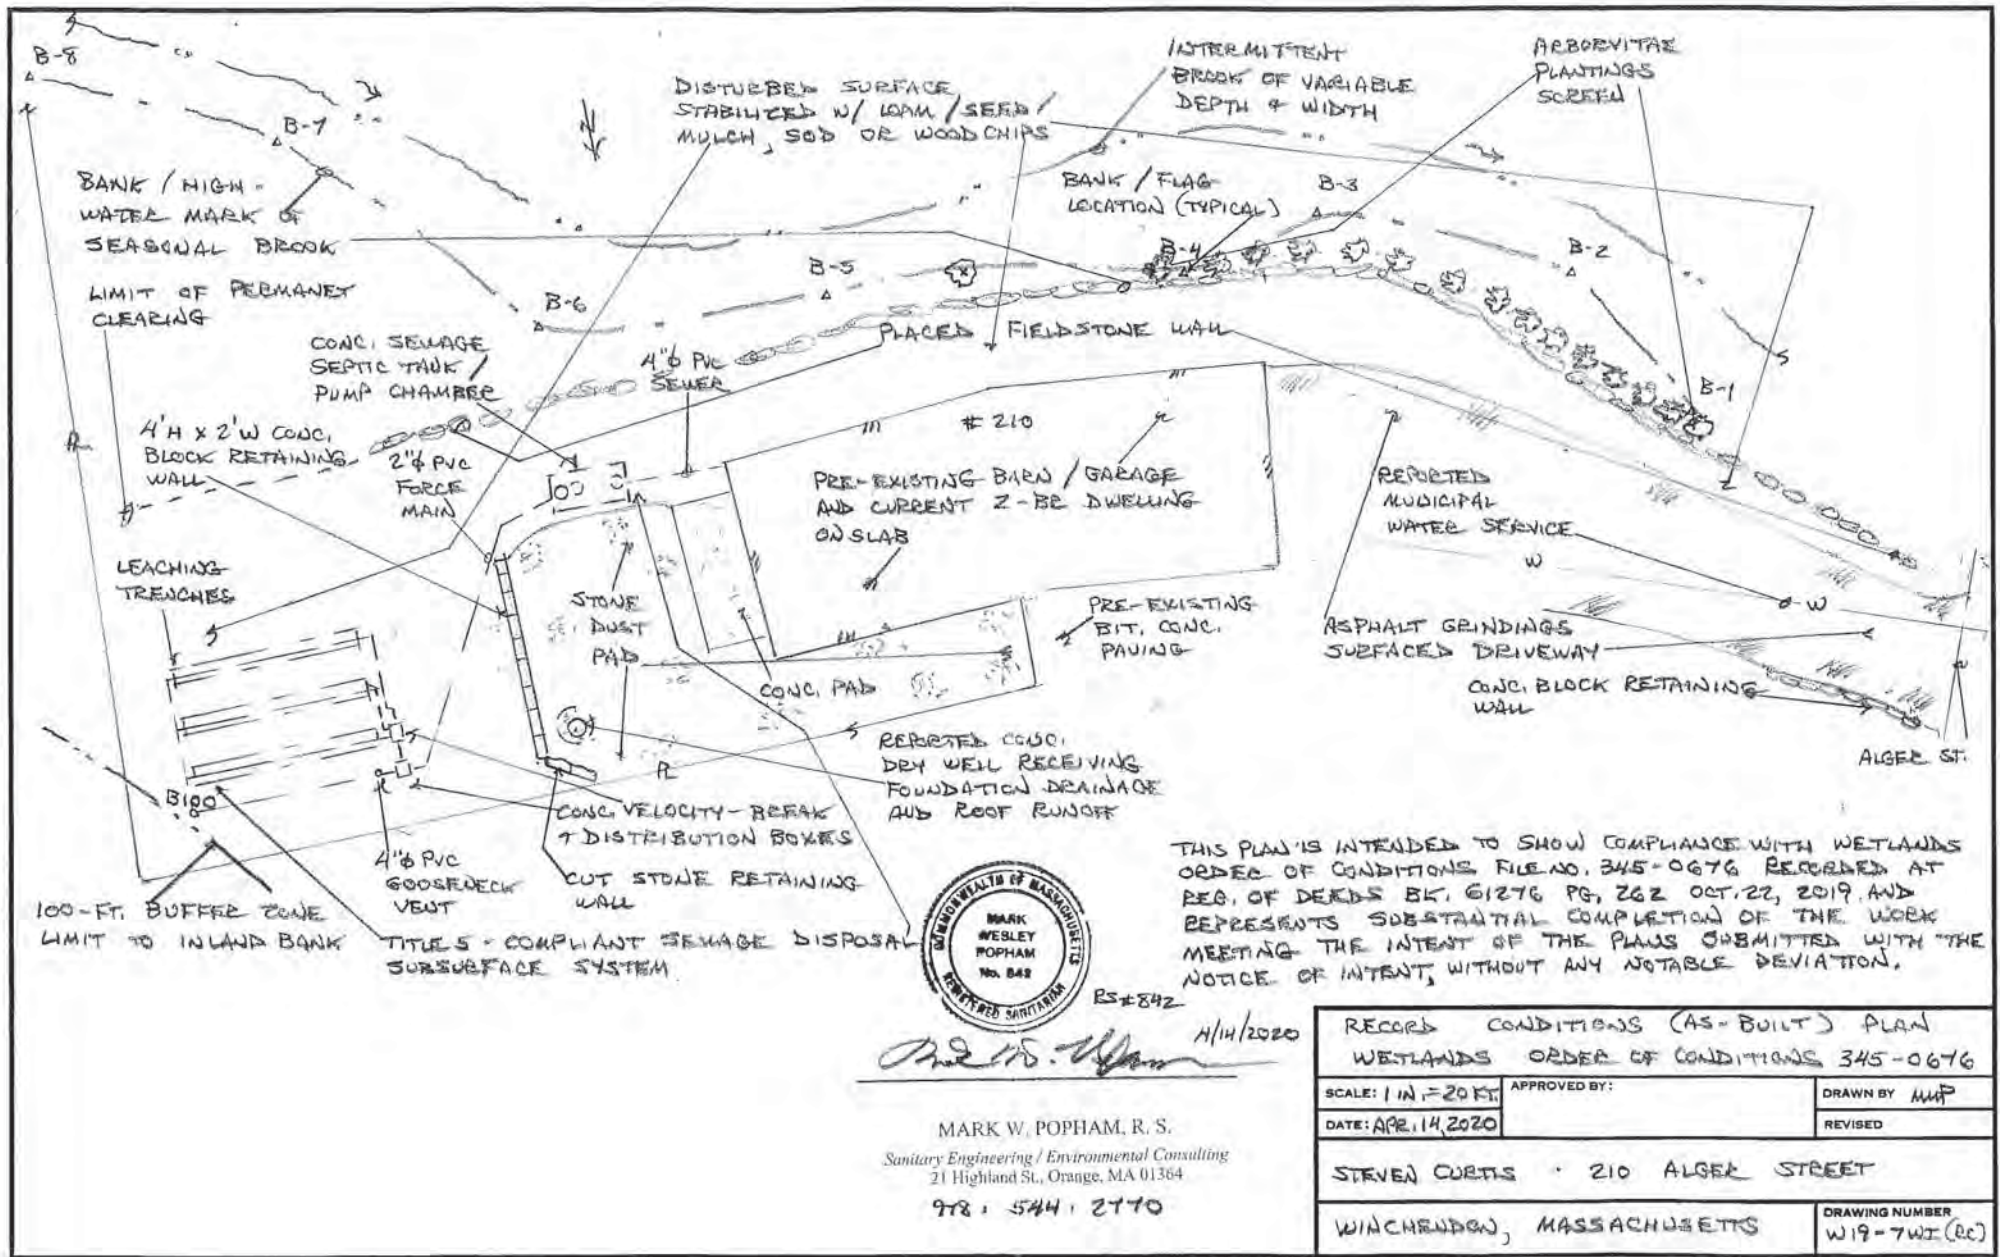 B-8
B-7
DISTURBED SURFACE
STABILIZED W/ LOAM / SEED /
MULCH, SOD OR WOODCHIPS
INTERMITTENT
BROOK OF VARIABLE
DEPTH & WIDTH
ARBORVITAE
PLANTINGS
SCREEN
BANK / HIGH-
WATER MARK OF
SEASONAL BROOK
BANK / FLAG
LOCATION (TYPICAL)
B-3
B-4
B-2
B-5
B-6
B-1
LIMIT OF PERMANET
CLEARING
CONC. SEWAGE
SEPTIC TANK /
PUMP CHAMBER
4"φ PVC
SEWER
PLACED FIELDSTONE WALL
4'H X 2'W CONC.
BLOCK RETAINING
WALL
2"φ PVC
FORCE
MAIN
# 210
PRE-EXISTING BARN / GARAGE
AND CURRENT 2-BR DWELLING
ON SLAB
REPORTED
MUNICIPAL
WATER SERVICE
W
W
LEACHING
TRENCHES
STONE
DUST
PAD
CONC. PAD
PRE-EXISTING
BIT. CONC.
PAVING
ASPHALT GRINDINGS
SURFACED DRIVEWAY
CONC. BLOCK RETAINING
WALL
ALGER ST.
REPORTED CONC.
DRY WELL RECEIVING
FOUNDATION DRAINAGE
AND ROOF RUNOFF
PL
PL
B100
CONC. VELOCITY-BREAK
& DISTRIBUTION BOXES
4"φ PVC
GOOSENECK
VENT
CUT STONE RETAINING
WALL
100-FT. BUFFER ZONE
LIMIT TO INLAND BANK
TITLE 5-COMPLIANT SEWAGE DISPOSAL
SUBSURFACE SYSTEM
THIS PLAN IS INTENDED TO SHOW COMPLIANCE WITH WETLANDS
ORDER OF CONDITIONS FILE NO. 345-0676 RECORDED AT
REG. OF DEEDS BK. 61276 PG. 262 OCT. 22, 2019 AND
REPRESENTS SUBSTANTIAL COMPLETION OF THE WORK
MEETING THE INTENT OF THE PLANS SUBMITTED WITH THE
NOTICE OF INTENT, WITHOUT ANY NOTABLE DEVIATION.
COMMONWEALTH OF MASSACHUSETTS
MARK
WESLEY
POPHAM
No. 842
REGISTERED SANITARIAN
RS#842
4/14/2020
MARK W. POPHAM, R. S.
Sanitary Engineering / Environmental Consulting
21 Highland St., Orange, MA 01364
978. 544. 2770
RECORD CONDITIONS (AS-BUILT) PLAN
WETLANDS ORDER OF CONDITIONS 345-0676
SCALE: 1 IN.=20 FT.
APPROVED BY:
DRAWN BY MWP
DATE: APR. 14, 2020
REVISED
STEVEN CURTIS · 210 ALGER STREET
WINCHENDON, MASSACHUSETTS
DRAWING NUMBER
W19-7WI(RC)